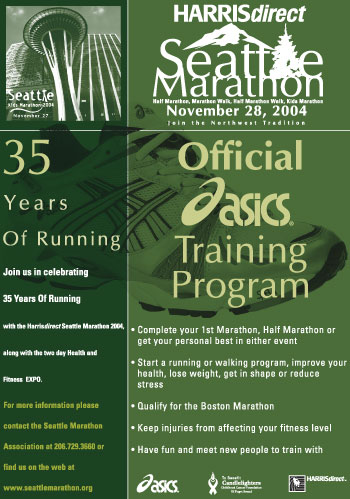 HARRISdirect
Seattle
Marathon
Half Marathon, Marathon Walk, Half Marathon Walk, Kids Marathon
November 28, 2004
Join the Northwest Tradition
Seattle
Kids Marathon 2004
November 27
35
Years
Of Running
Join us in celebrating
35 Years Of Running
with the Harrisdirect Seattle Marathon 2004,
along with the two day Health and
Fitness EXPO.
For more information please
contact the Seattle Marathon
Association at 206.729.3660 or
find us on the web at
www.seattlemarathon.org
Official
asics®
Training
Program
• Complete your 1st Marathon, Half Marathon or
get your personal best in either event
• Start a running or walking program, improve your
health, lose weight, get in shape or reduce
stress
• Qualify for the Boston Marathon
• Keep injuries from affecting your fitness level
• Have fun and meet new people to train with
asics
Candlelighters
HARRISdirect